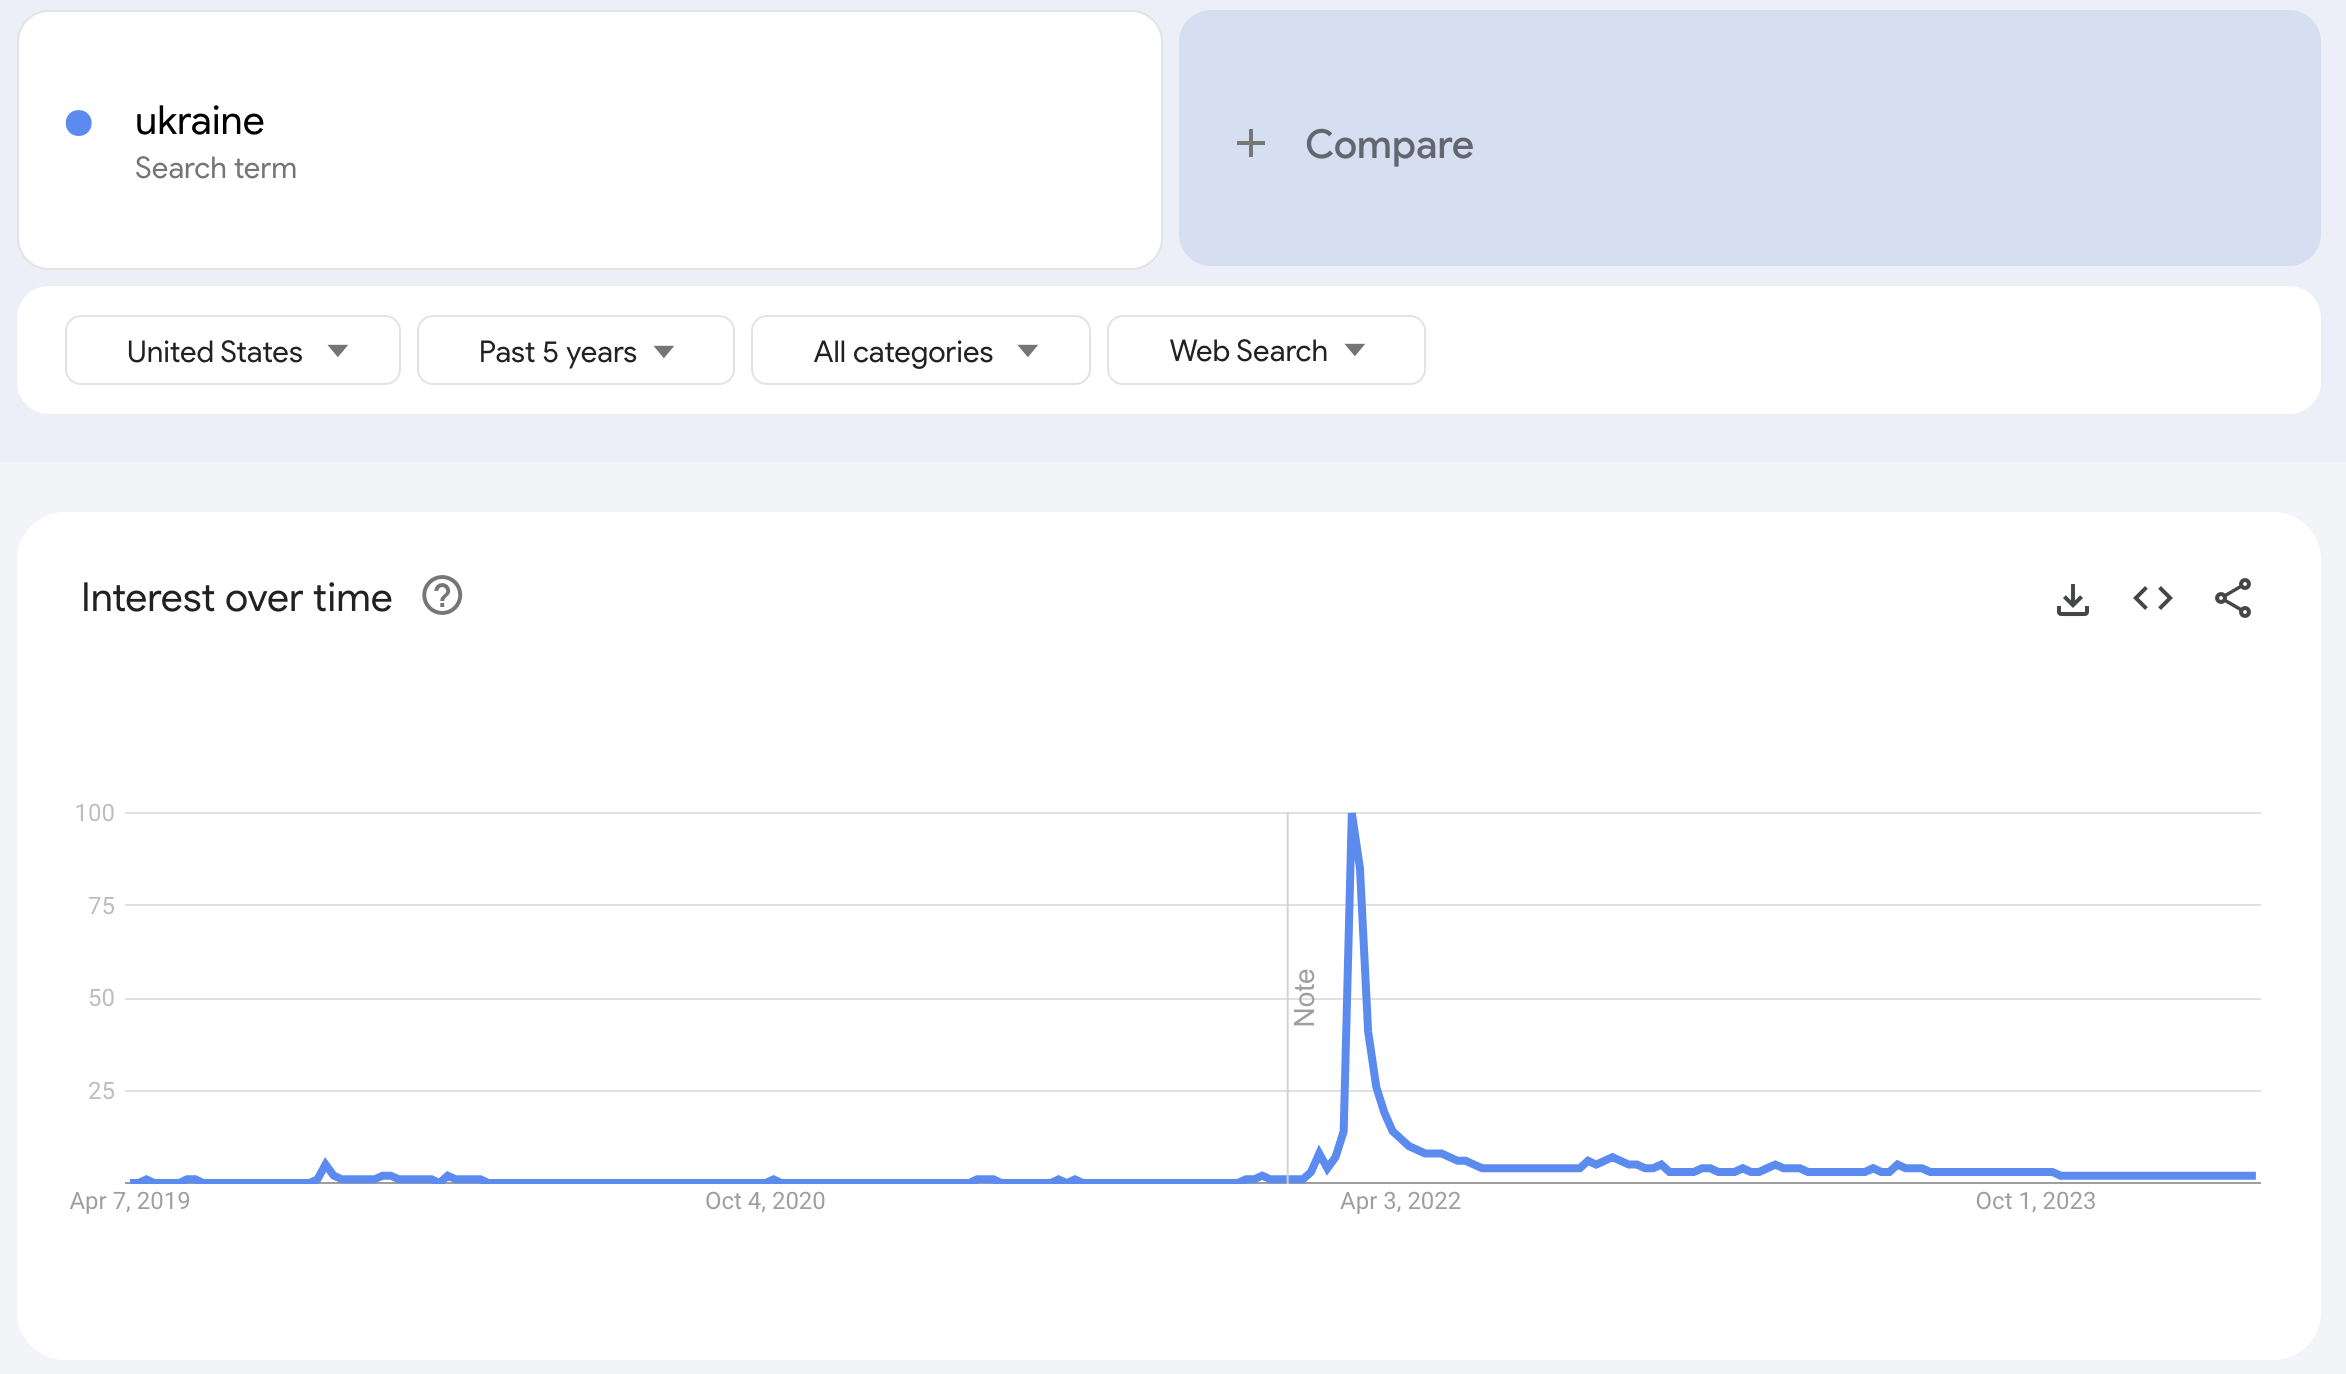 ukraine
Search term
+ Compare
United States
Past 5 years
All categories
Web Search
Interest over time
100
75
50
25
Note
Apr 7, 2019
Oct 4, 2020
Apr 3, 2022
Oct 1, 2023